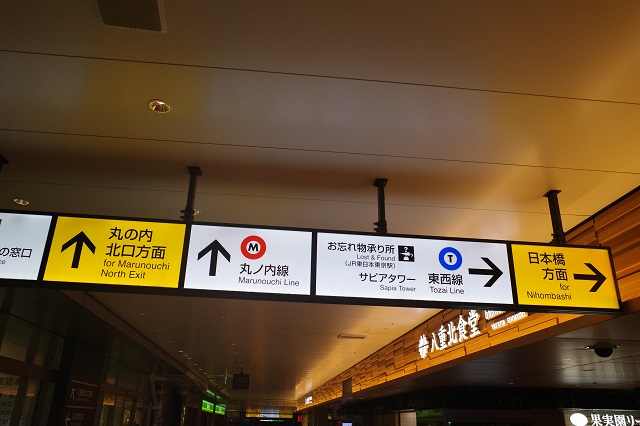 の窓口
丸の内
北口方面
for Marunouchi
North Exit
M
丸ノ内線
Marunouchi Line
お忘れ物承り所
Lost & Found
(JR東日本東京駅)
サピアタワー
Sapia Tower
T
東西線
Tozai Line
日本橋
方面
for
Nihombashi
八重北食堂
果実園リー